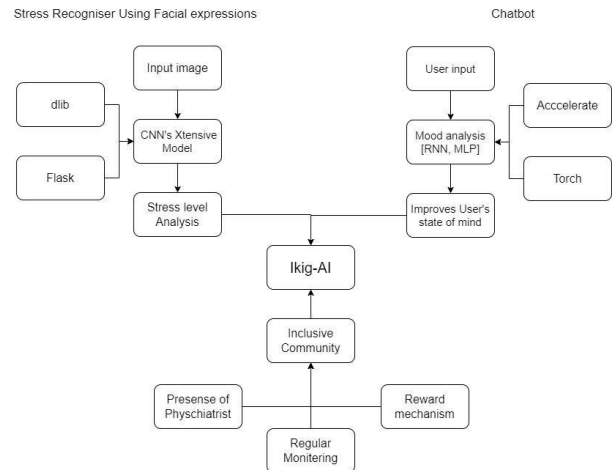 Stress Recogniser Using Facial expressions
Chatbot
Input image
User input
dlib
Acccelerate
CNN's Xtensive
Model
Mood analysis
[RNN, MLP]
Flask
Torch
Stress level
Analysis
Improves User's
state of mind
Ikig-AI
Inclusive
Community
Presense of
Physchiatrist
Reward
mechanism
Regular
Monitering